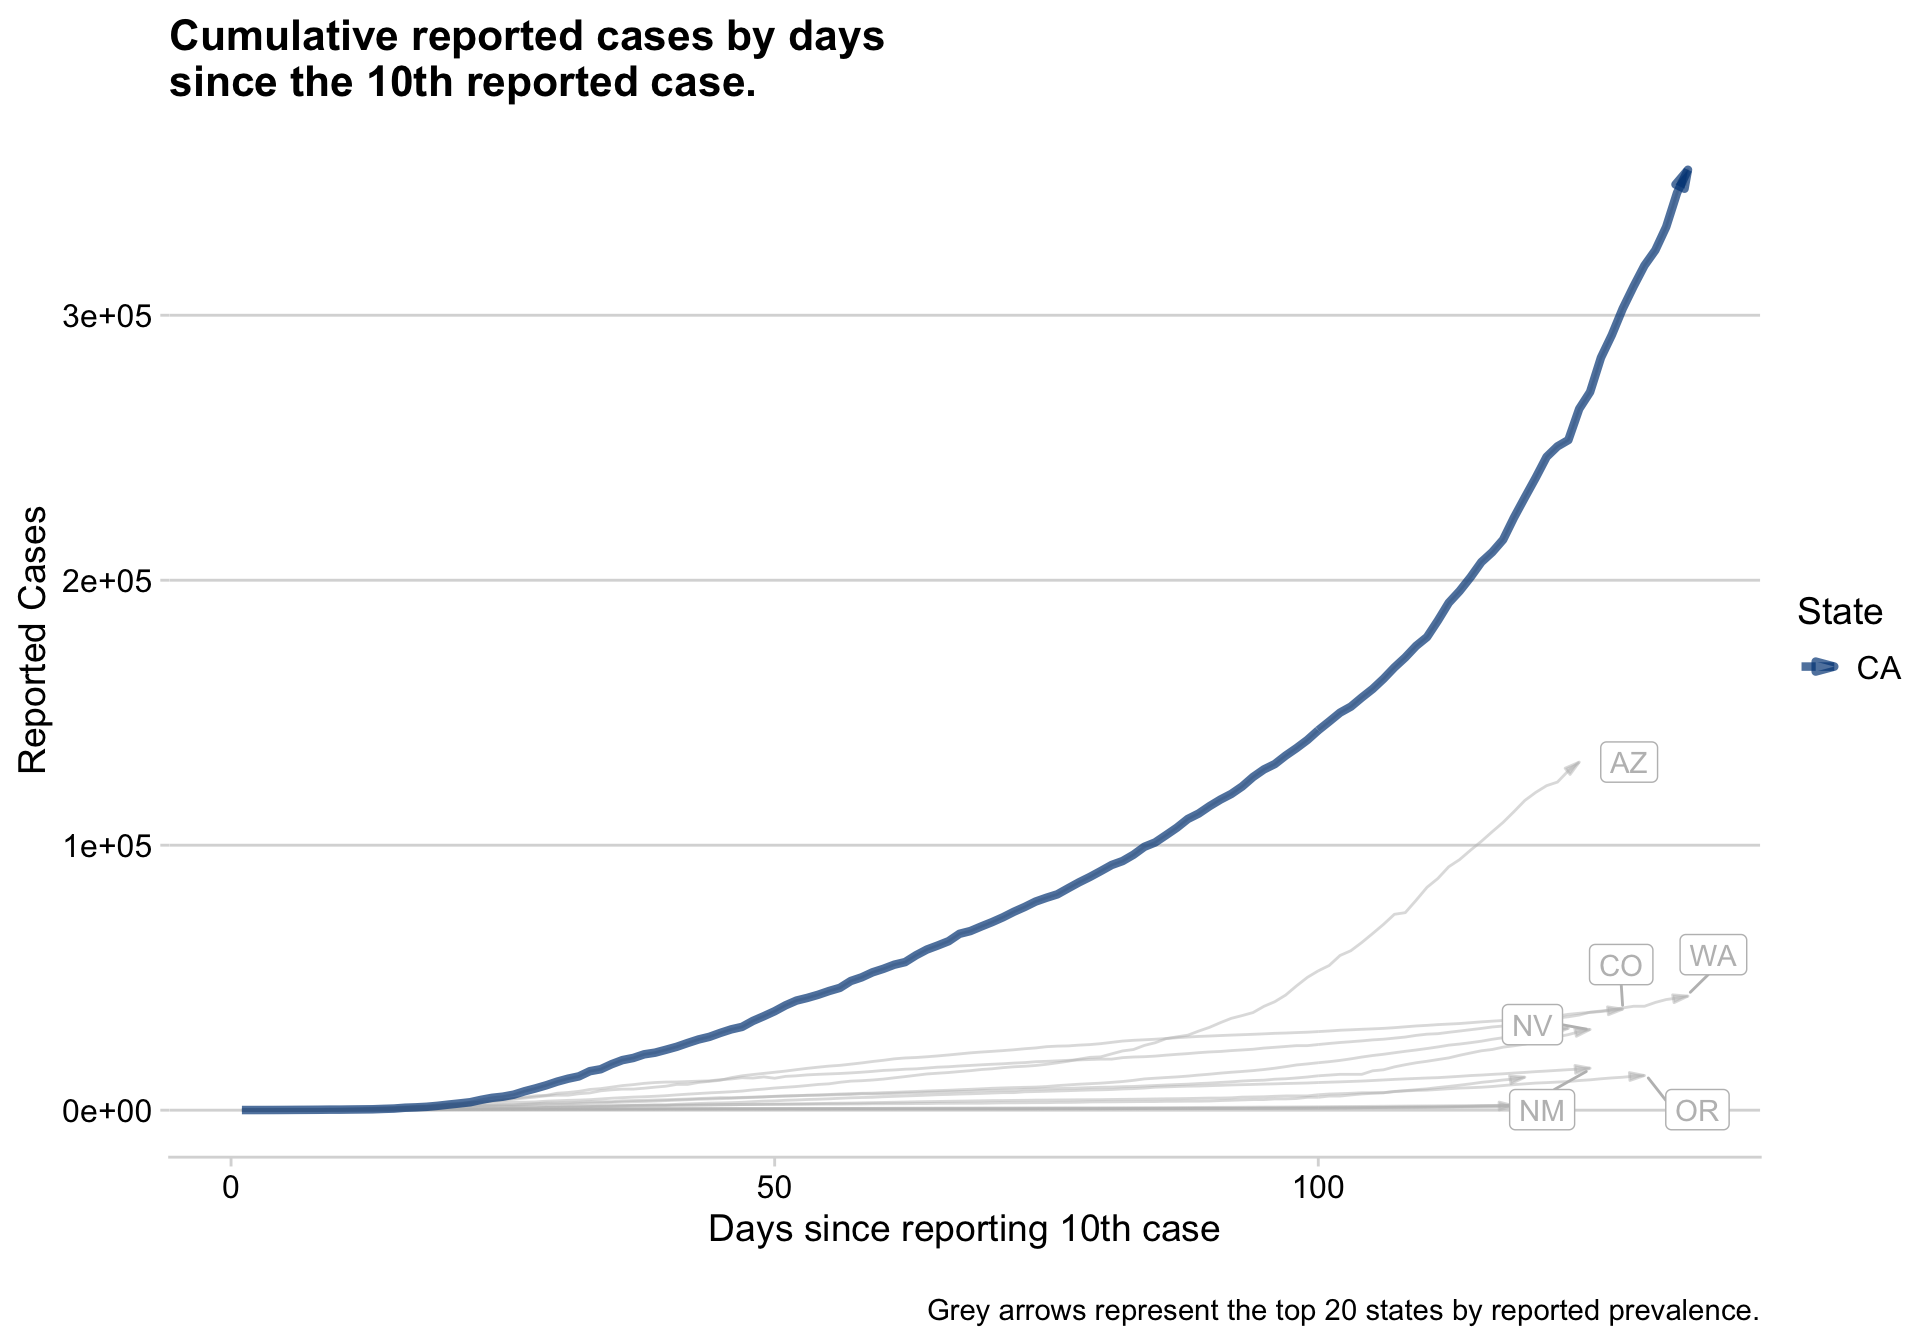 Cumulative reported cases by days
since the 10th reported case.
Reported Cases
3e+05
2e+05
1e+05
0e+00
AZ
WA
CO
NV
NM
OR
State
CA
0
50
100
Days since reporting 10th case
Grey arrows represent the top 20 states by reported prevalence.